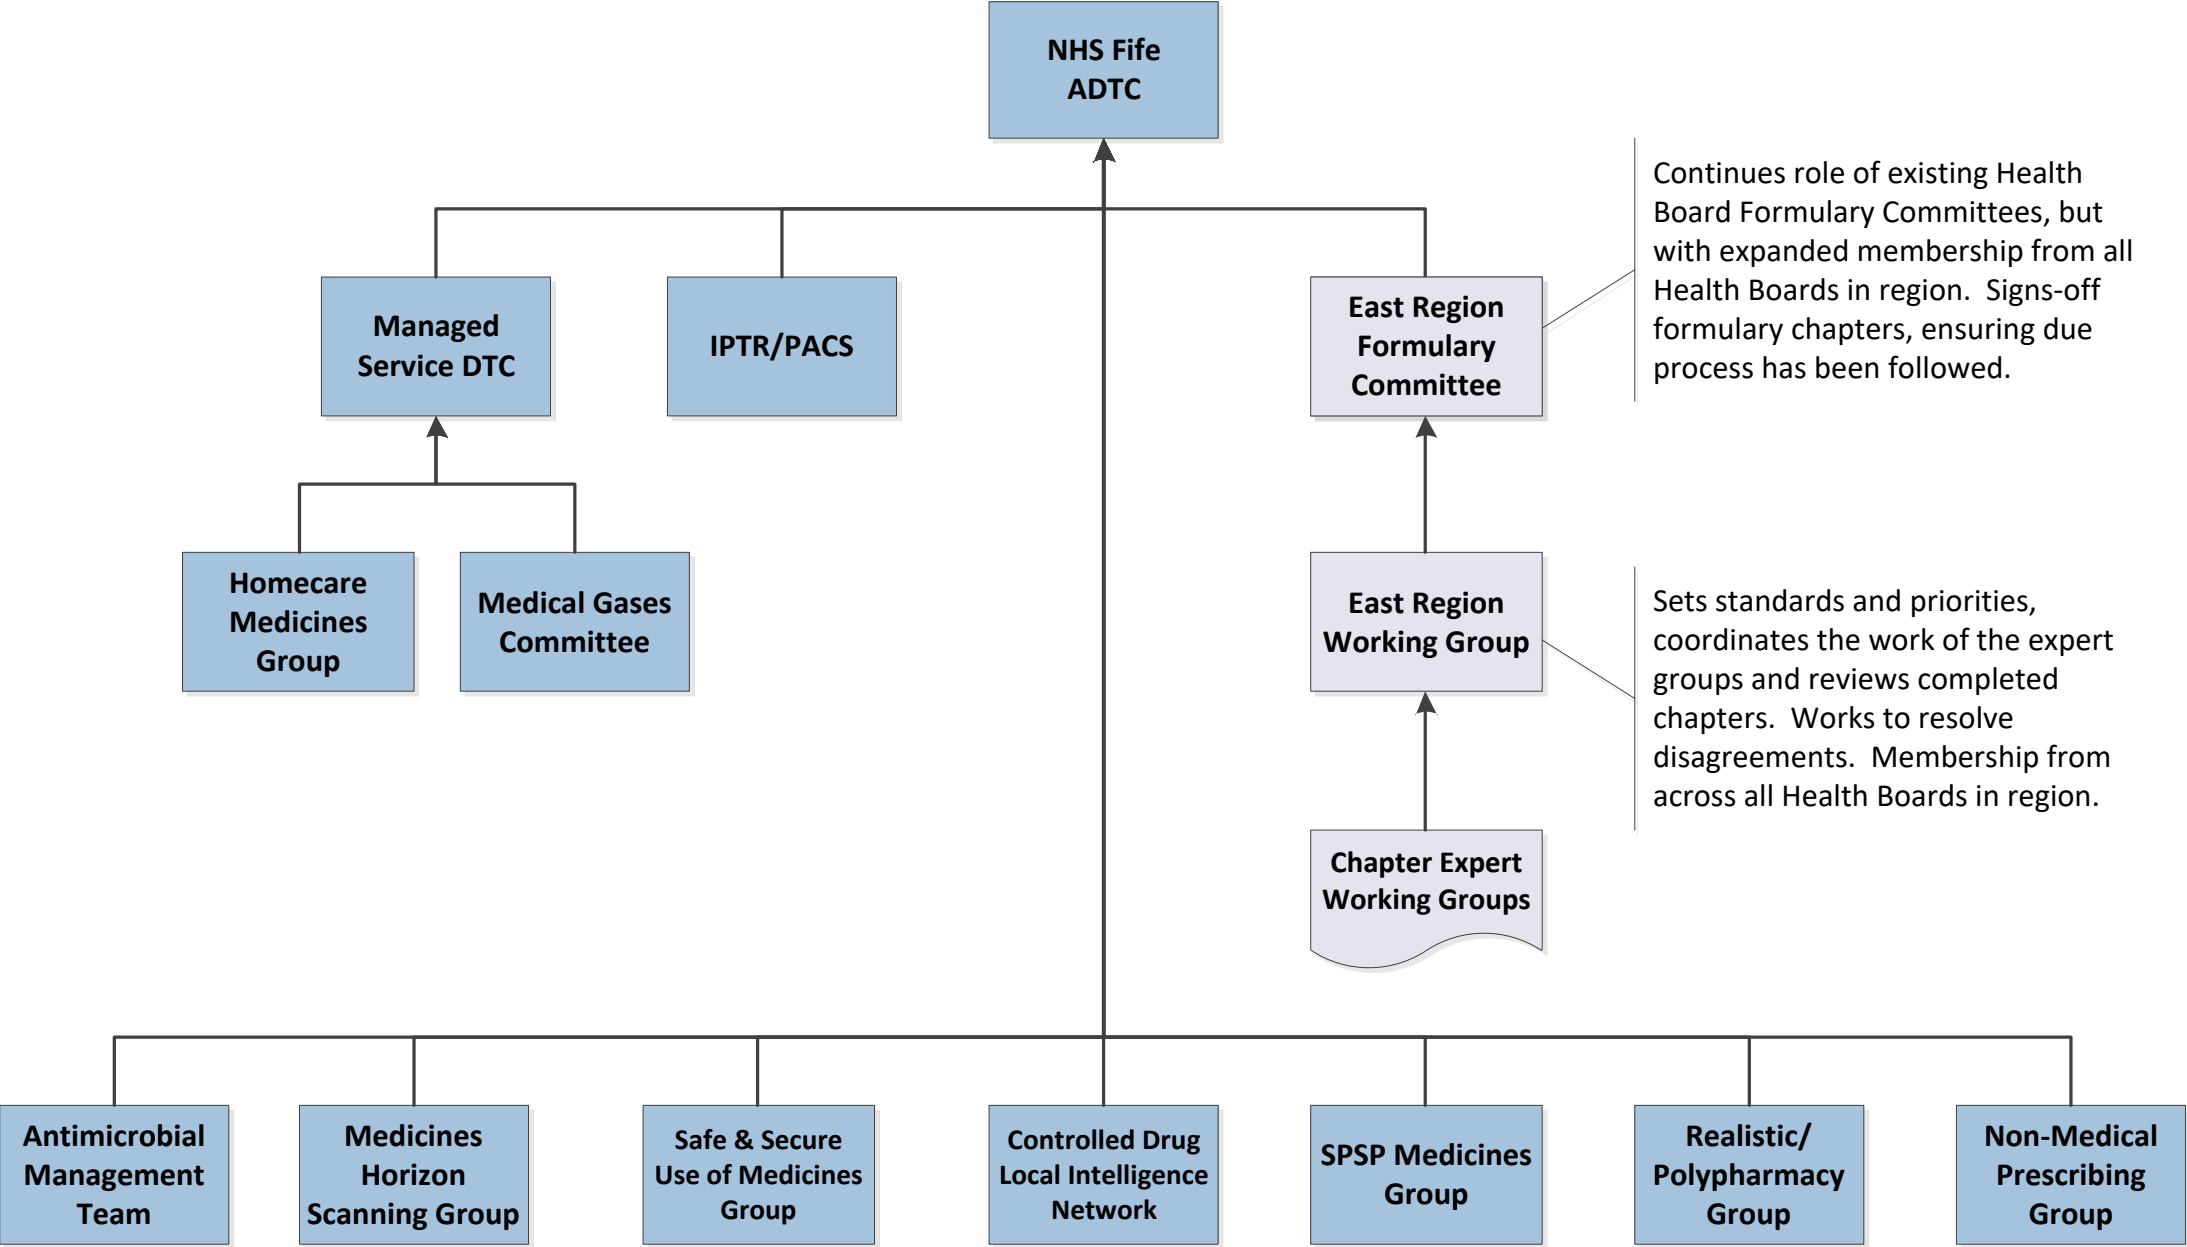 NHS Fife
ADTC
Continues role of existing Health
Board Formulary Committees, but
with expanded membership from all
Health Boards in region.  Signs-off
formulary chapters, ensuring due
process has been followed.
Managed
Service DTC
IPTR/PACS
East Region
Formulary
Committee
Homecare
Medicines
Group
Medical Gases
Committee
East Region
Working Group
Sets standards and priorities,
coordinates the work of the expert
groups and reviews completed
chapters.  Works to resolve
disagreements.  Membership from
across all Health Boards in region.
Chapter Expert
Working Groups
Antimicrobial
Management
Team
Medicines
Horizon
Scanning Group
Safe & Secure
Use of Medicines
Group
Controlled Drug
Local Intelligence
Network
SPSP Medicines
Group
Realistic/
Polypharmacy
Group
Non-Medical
Prescribing
Group